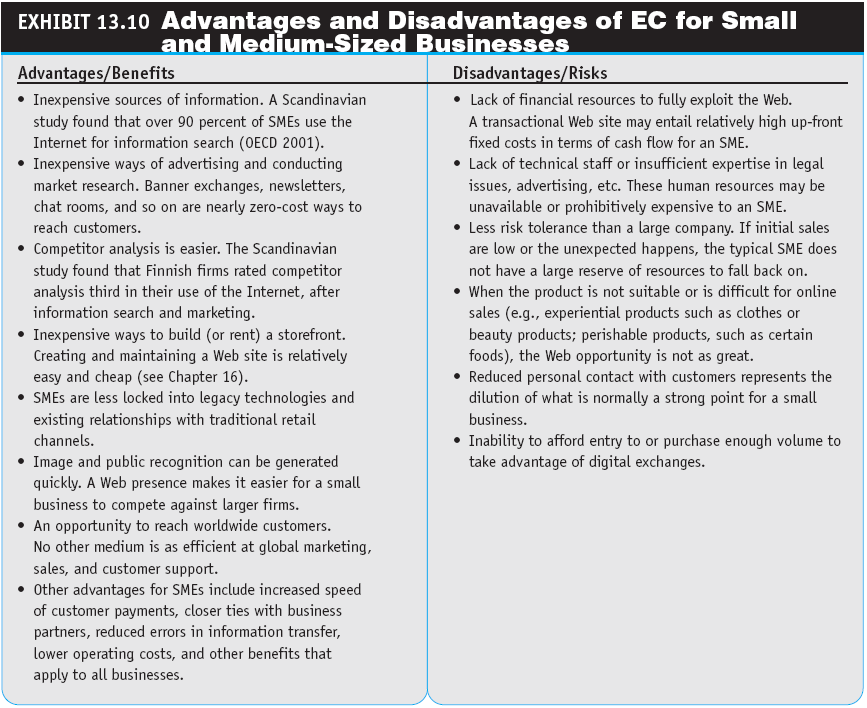 EXHIBIT 13.10 Advantages and Disadvantages of EC for Small
and Medium-Sized Businesses
Advantages/Benefits
• Inexpensive sources of information. A Scandinavian
study found that over 90 percent of SMEs use the
Internet for information search (OECD 2001).
• Inexpensive ways of advertising and conducting
market research. Banner exchanges, newsletters,
chat rooms, and so on are nearly zero-cost ways to
reach customers.
• Competitor analysis is easier. The Scandinavian
study found that Finnish firms rated competitor
analysis third in their use of the Internet, after
information search and marketing.
• Inexpensive ways to build (or rent) a storefront.
Creating and maintaining a Web site is relatively
easy and cheap (see Chapter 16).
• SMEs are less locked into legacy technologies and
existing relationships with traditional retail
channels.
• Image and public recognition can be generated
quickly. A Web presence makes it easier for a small
business to compete against larger firms.
• An opportunity to reach worldwide customers.
No other medium is as efficient at global marketing,
sales, and customer support.
• Other advantages for SMEs include increased speed
of customer payments, closer ties with business
partners, reduced errors in information transfer,
lower operating costs, and other benefits that
apply to all businesses.
Disadvantages/Risks
• Lack of financial resources to fully exploit the Web.
A transactional Web site may entail relatively high up-front
fixed costs in terms of cash flow for an SME.
• Lack of technical staff or insufficient expertise in legal
issues, advertising, etc. These human resources may be
unavailable or prohibitively expensive to an SME.
• Less risk tolerance than a large company. If initial sales
are low or the unexpected happens, the typical SME does
not have a large reserve of resources to fall back on.
• When the product is not suitable or is difficult for online
sales (e.g., experiential products such as clothes or
beauty products; perishable products, such as certain
foods), the Web opportunity is not as great.
• Reduced personal contact with customers represents the
dilution of what is normally a strong point for a small
business.
• Inability to afford entry to or purchase enough volume to
take advantage of digital exchanges.